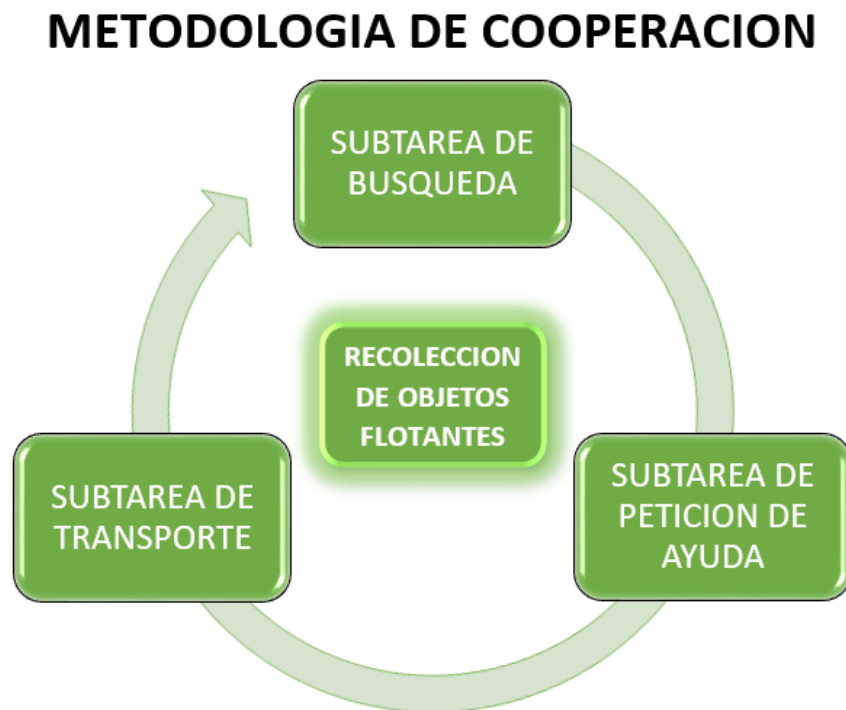 METODOLOGIA DE COOPERACION
SUBTAREA DE
BUSQUEDA
RECOLECCION
DE OBJETOS
FLOTANTES
SUBTAREA DE
TRANSPORTE
SUBTAREA DE
PETICION DE
AYUDA